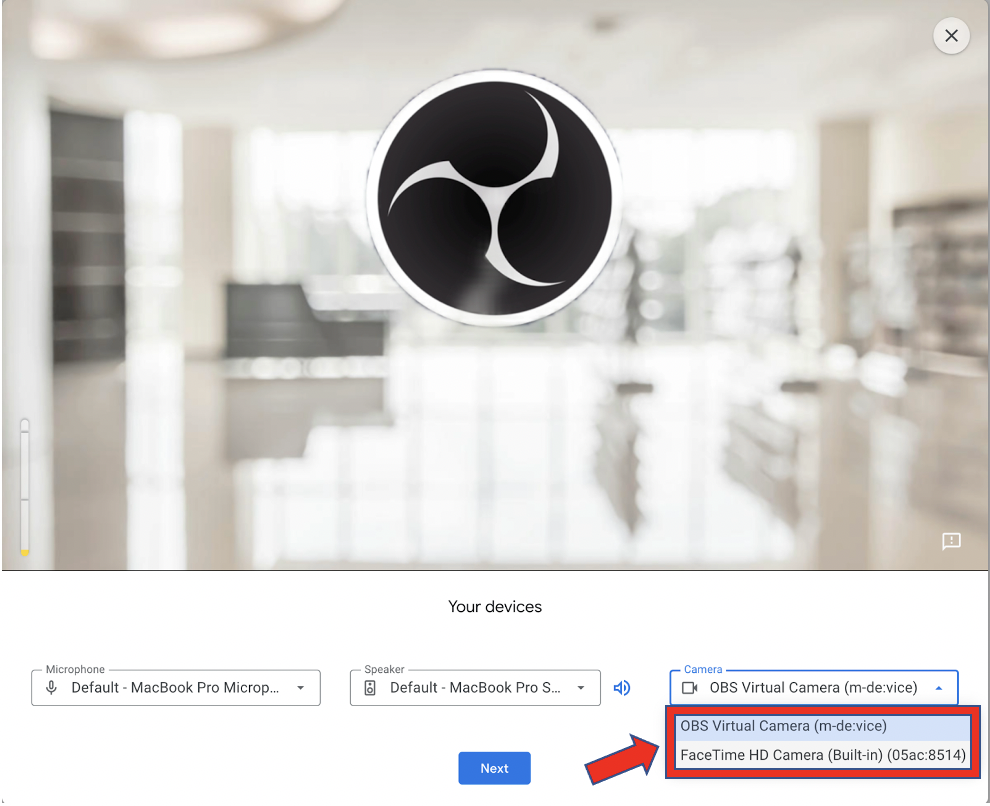 Your devices
Microphone
Default - MacBook Pro Microp...
Speaker
Default - MacBook Pro S...
Camera
OBS Virtual Camera (m-de:vice)
OBS Virtual Camera (m-de:vice)
FaceTime HD Camera (Built-in) (05ac:8514)
Next